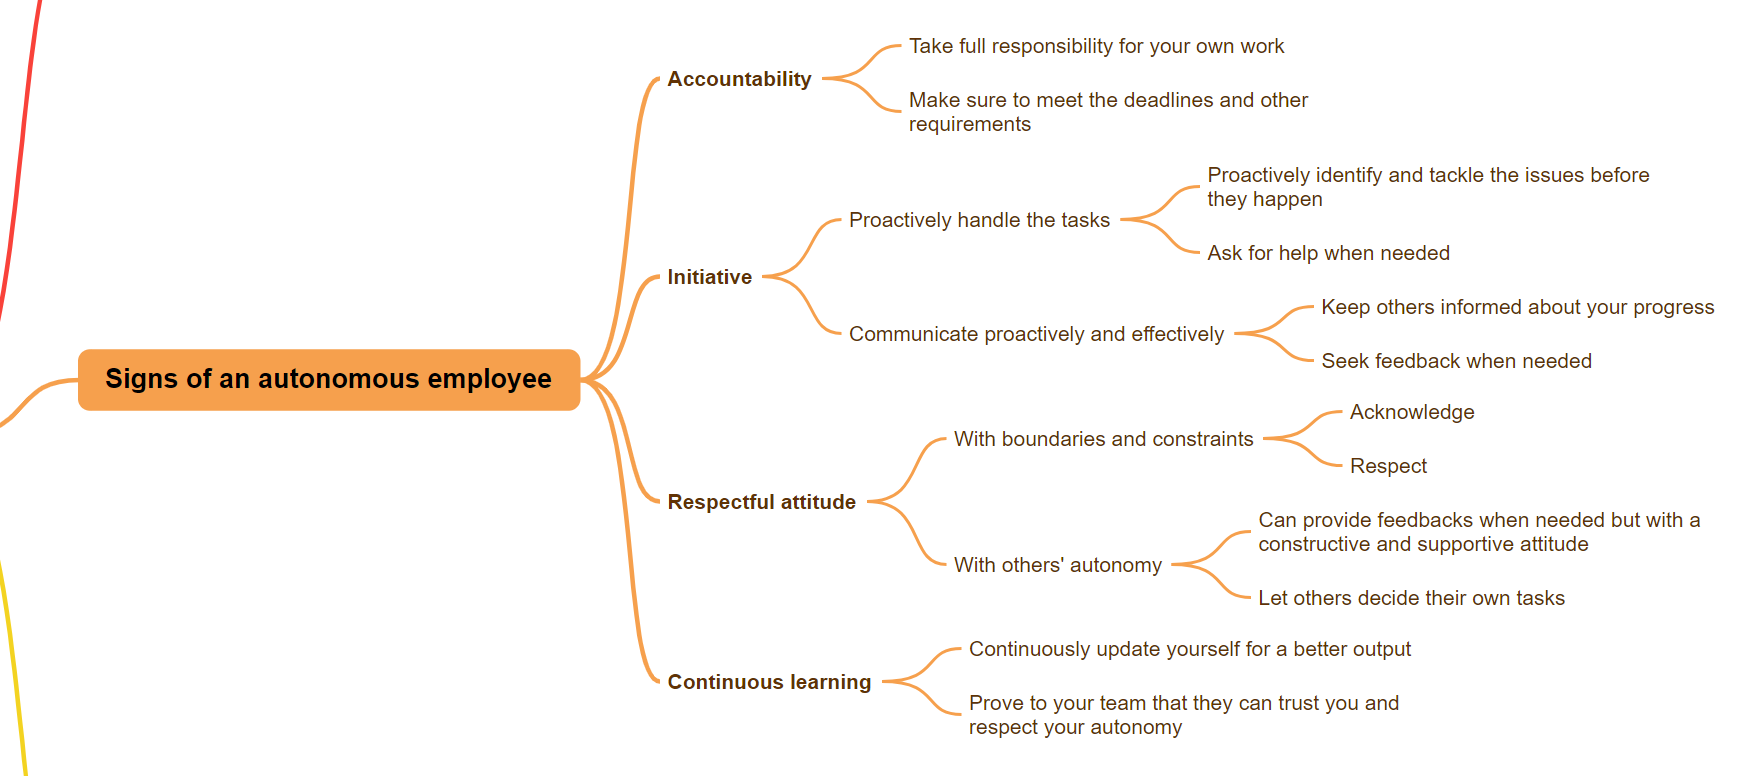 Signs of an autonomous employee
Accountability
Take full responsibility for your own work
Make sure to meet the deadlines and other
requirements
Initiative
Proactively handle the tasks
Proactively identify and tackle the issues before
they happen
Ask for help when needed
Communicate proactively and effectively
Keep others informed about your progress
Seek feedback when needed
Respectful attitude
With boundaries and constraints
Acknowledge
Respect
With others' autonomy
Can provide feedbacks when needed but with a
constructive and supportive attitude
Let others decide their own tasks
Continuous learning
Continuously update yourself for a better output
Prove to your team that they can trust you and
respect your autonomy